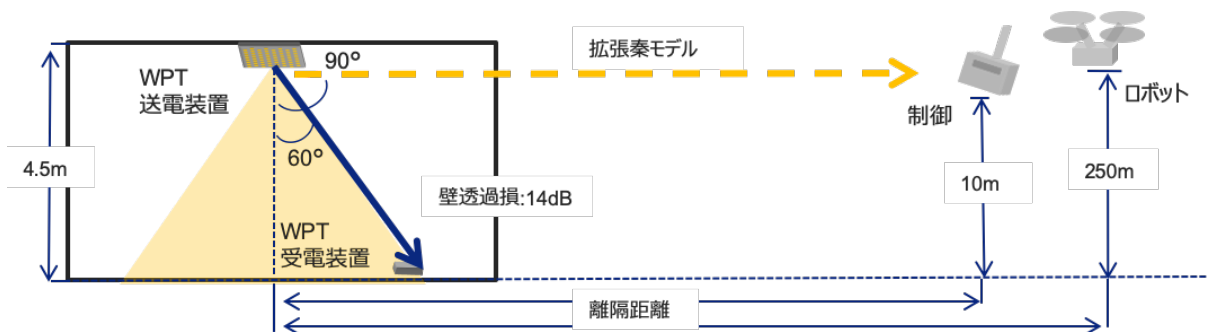 拡張秦モデル
90°
WPT
送電装置
ロボット
制御
60°
4.5m
10m
250m
壁透過損:14dB
WPT
受電装置
離隔距離